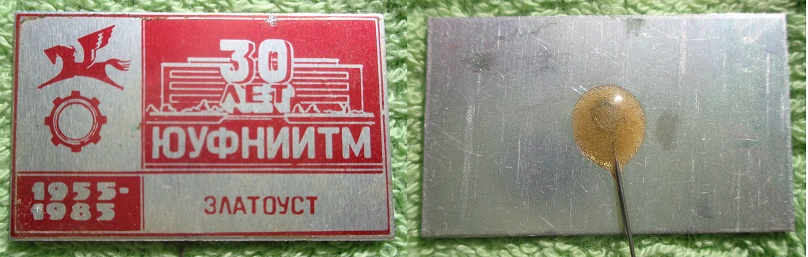 30
ЛЕТ
ЮУФНИИТМ
1955-
1985
ЗЛАТОУСТ